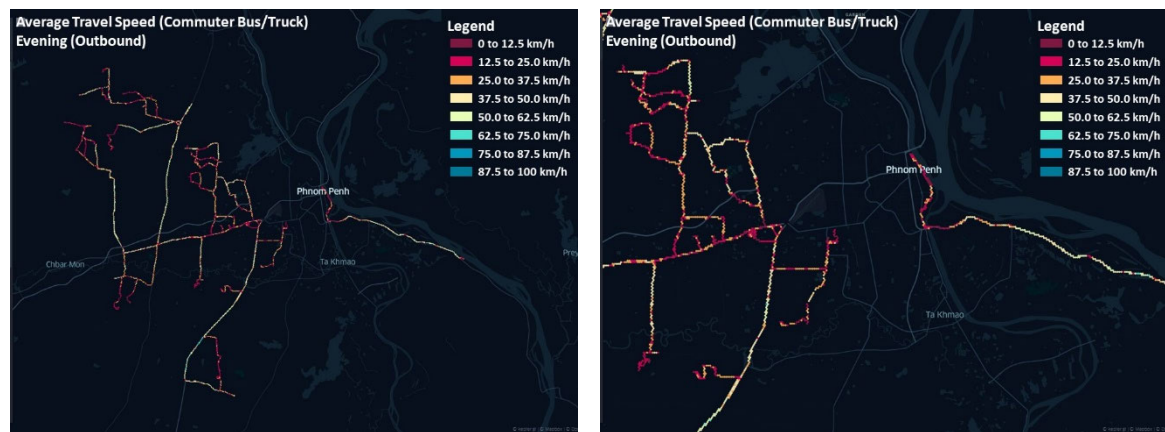 Average Travel Speed (Commuter Bus/Truck)
Evening (Outbound)
Legend
0 to 12.5 km/h
12.5 to 25.0 km/h
25.0 to 37.5 km/h
37.5 to 50.0 km/h
50.0 to 62.5 km/h
62.5 to 75.0 km/h
75.0 to 87.5 km/h
87.5 to 100 km/h
Phnom Penh
Chbar Mon
Ta Khmao
Prey
Average Travel Speed (Commuter Bus/Truck)
Evening (Outbound)
Legend
0 to 12.5 km/h
12.5 to 25.0 km/h
25.0 to 37.5 km/h
37.5 to 50.0 km/h
50.0 to 62.5 km/h
62.5 to 75.0 km/h
75.0 to 87.5 km/h
87.5 to 100 km/h
Phnom Penh
Ta Khmao